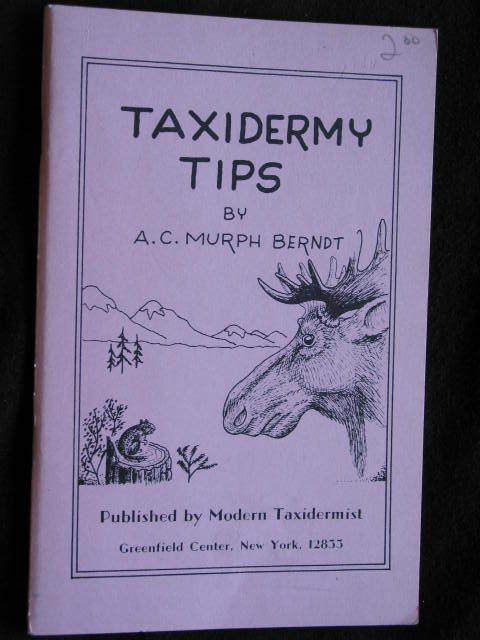 2.00
TAXIDERMY
TIPS
BY
A.C. MURPH BERNDT
Published by Modern Taxidermist
Greenfield Center, New York, 12833